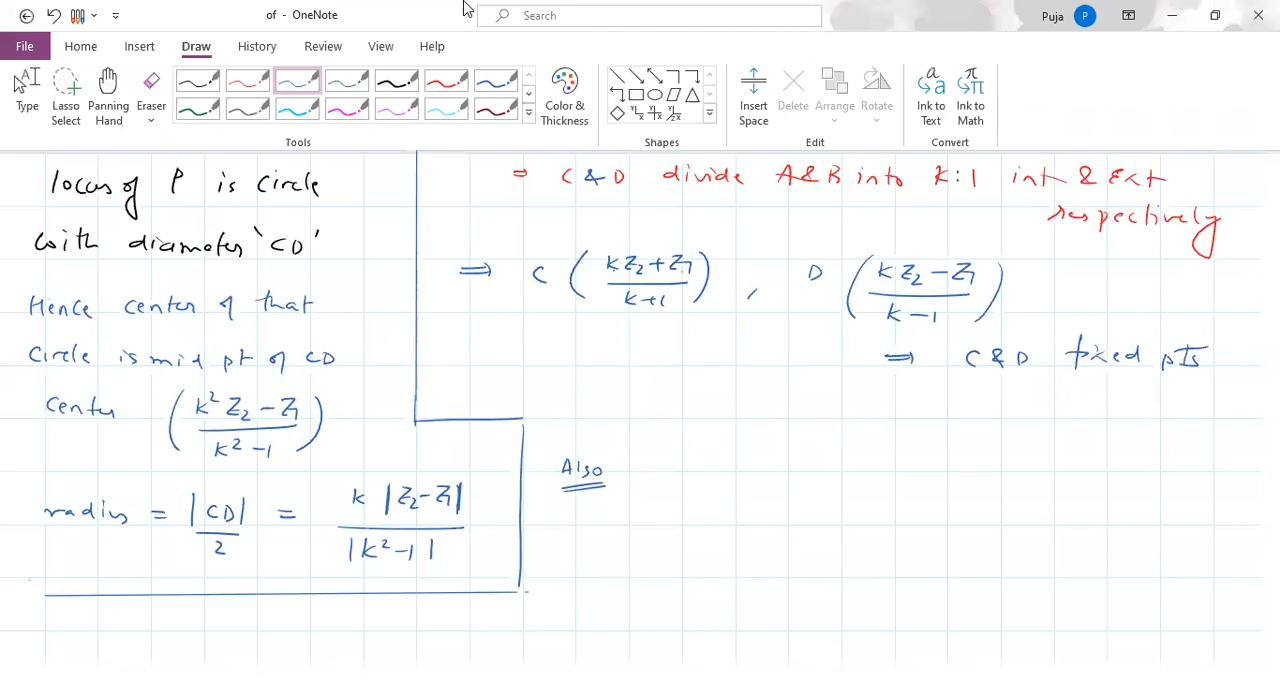 of - OneNote
Search
Puja
P
File
Home
Insert
Draw
History
Review
View
Help
Type
Lasso Select
Panning Hand
Eraser
Color & Thickness
Insert Space
Delete
Arrange
Rotate
Ink to Text
Ink to Math
Tools
Shapes
Edit
Convert
locus of P is circle
with diameter 'CD'
Hence center of that
Circle is mid pt of CD
center ( (k² Z₂ - Z₁) / (k² - 1) )
radius = |CD| / 2 = k |Z₂ - Z₁| / |k² - 1|
⇒ C & D divide A & B into K:1 int & Ext
respectively
⇒ C ( (k Z₂ + Z₁) / (k + 1) ) , D ( (k Z₂ - Z₁) / (k - 1) )
⇒ C & D fixed pts
Also